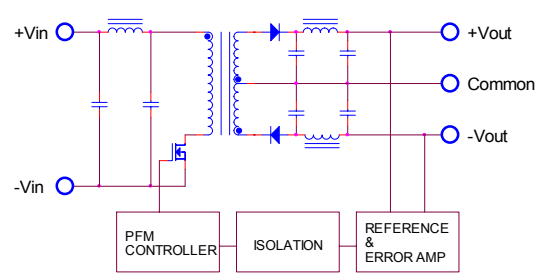 +Vin
+Vout
Common
-Vout
-Vin
PFM
CONTROLLER
ISOLATION
REFERENCE
&
ERROR AMP